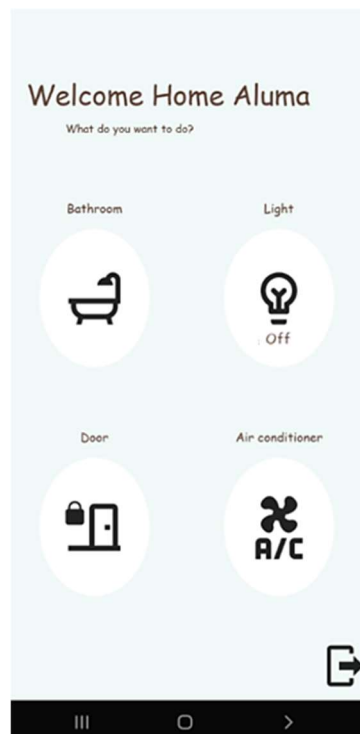 Welcome Home Aluma
What do you want to do?
Bathroom
Light
: Off
Door
Air conditioner
A/C